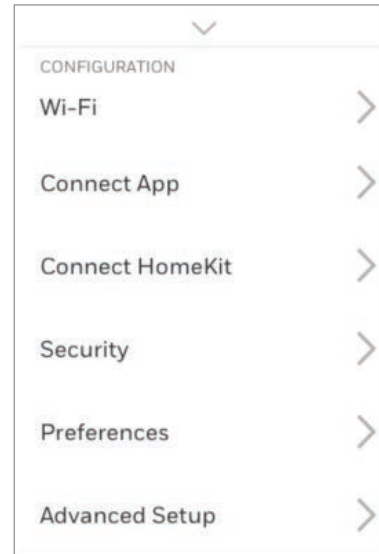 CONFIGURATION
Wi-Fi
Connect App
Connect HomeKit
Security
Preferences
Advanced Setup